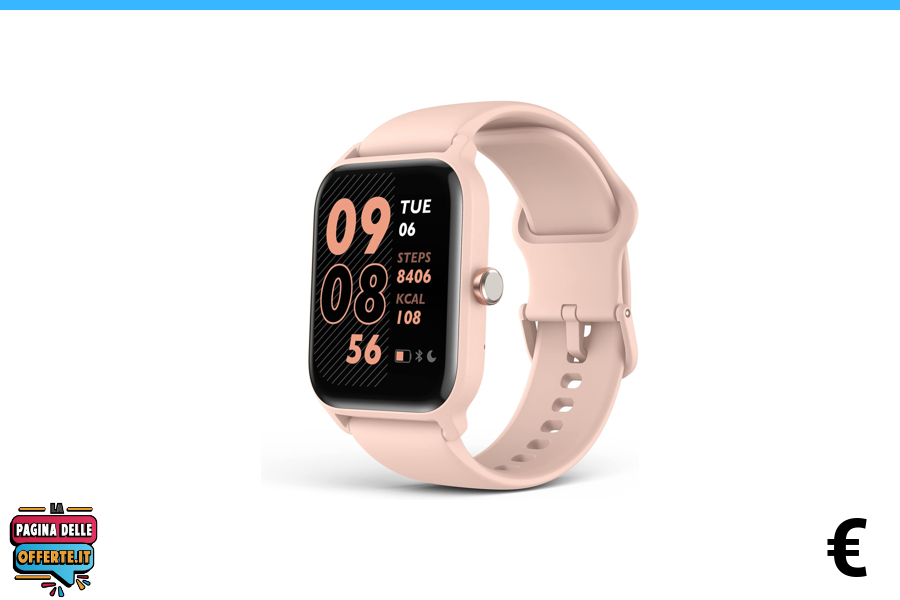 09
TUE
06
STEPS
8406
08
KCAL
108
56
LA
PAGINA DELLE
OFFERTE.IT
€